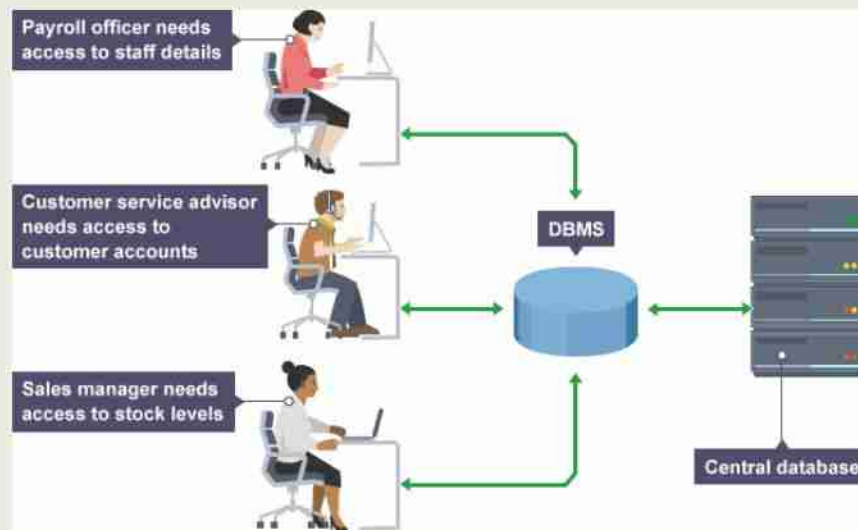 Payroll officer needs
access to staff details
Customer service advisor
needs access to
customer accounts
DBMS
Sales manager needs
access to stock levels
Central database